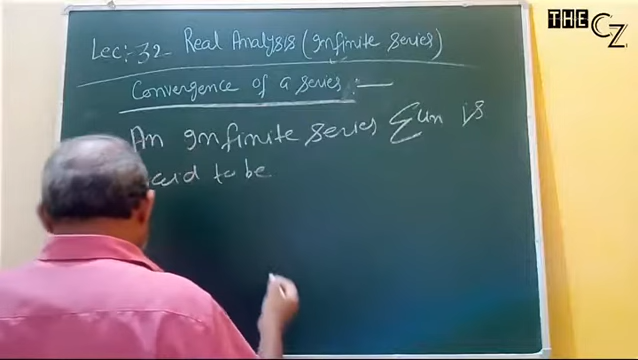 THE CZ
Lec:- 32 - Real Analysis (Infinite series)
Convergence of a series :-
An Infinite series Σun is
said to be